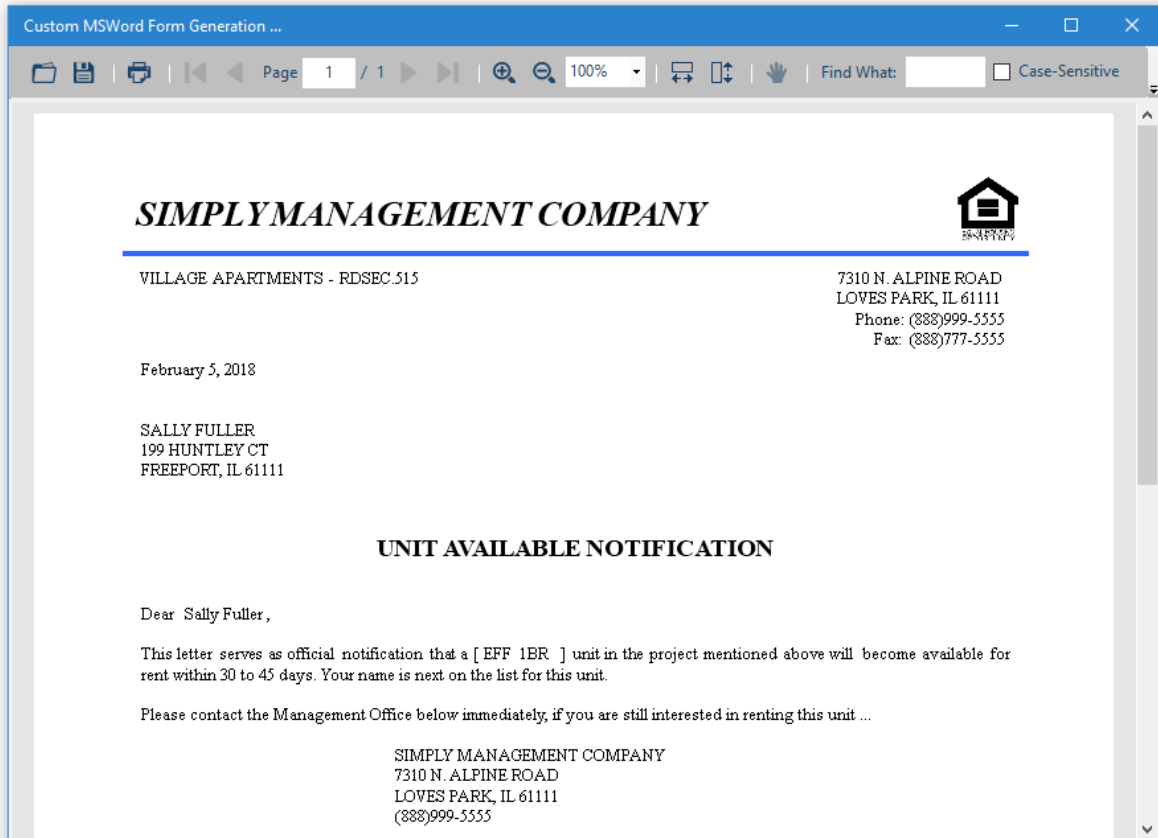 Custom MSWord Form Generation ...
Page 1 / 1 100% Find What: Case-Sensitive
SIMPLY MANAGEMENT COMPANY
VILLAGE APARTMENTS - RDSEC.515
7310 N. ALPINE ROAD
LOVES PARK, IL 61111
Phone: (888)999-5555
Fax: (888)777-5555
February 5, 2018
SALLY FULLER
199 HUNTLEY CT
FREEPORT, IL 61111
UNIT AVAILABLE NOTIFICATION
Dear Sally Fuller,
This letter serves as official notification that a [ EFF 1BR ] unit in the project mentioned above will become available for
rent within 30 to 45 days. Your name is next on the list for this unit.
Please contact the Management Office below immediately, if you are still interested in renting this unit ...
SIMPLY MANAGEMENT COMPANY
7310 N. ALPINE ROAD
LOVES PARK, IL 61111
(888)999-5555